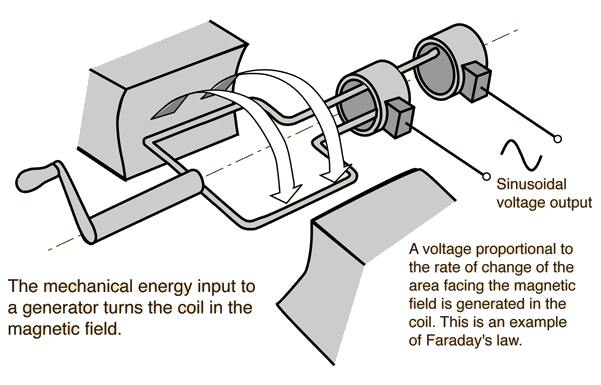 Sinusoidal
voltage output
The mechanical energy input to
a generator turns the coil in the
magnetic field.
A voltage proportional to
the rate of change of the
area facing the magnetic
field is generated in the
coil. This is an example
of Faraday's law.